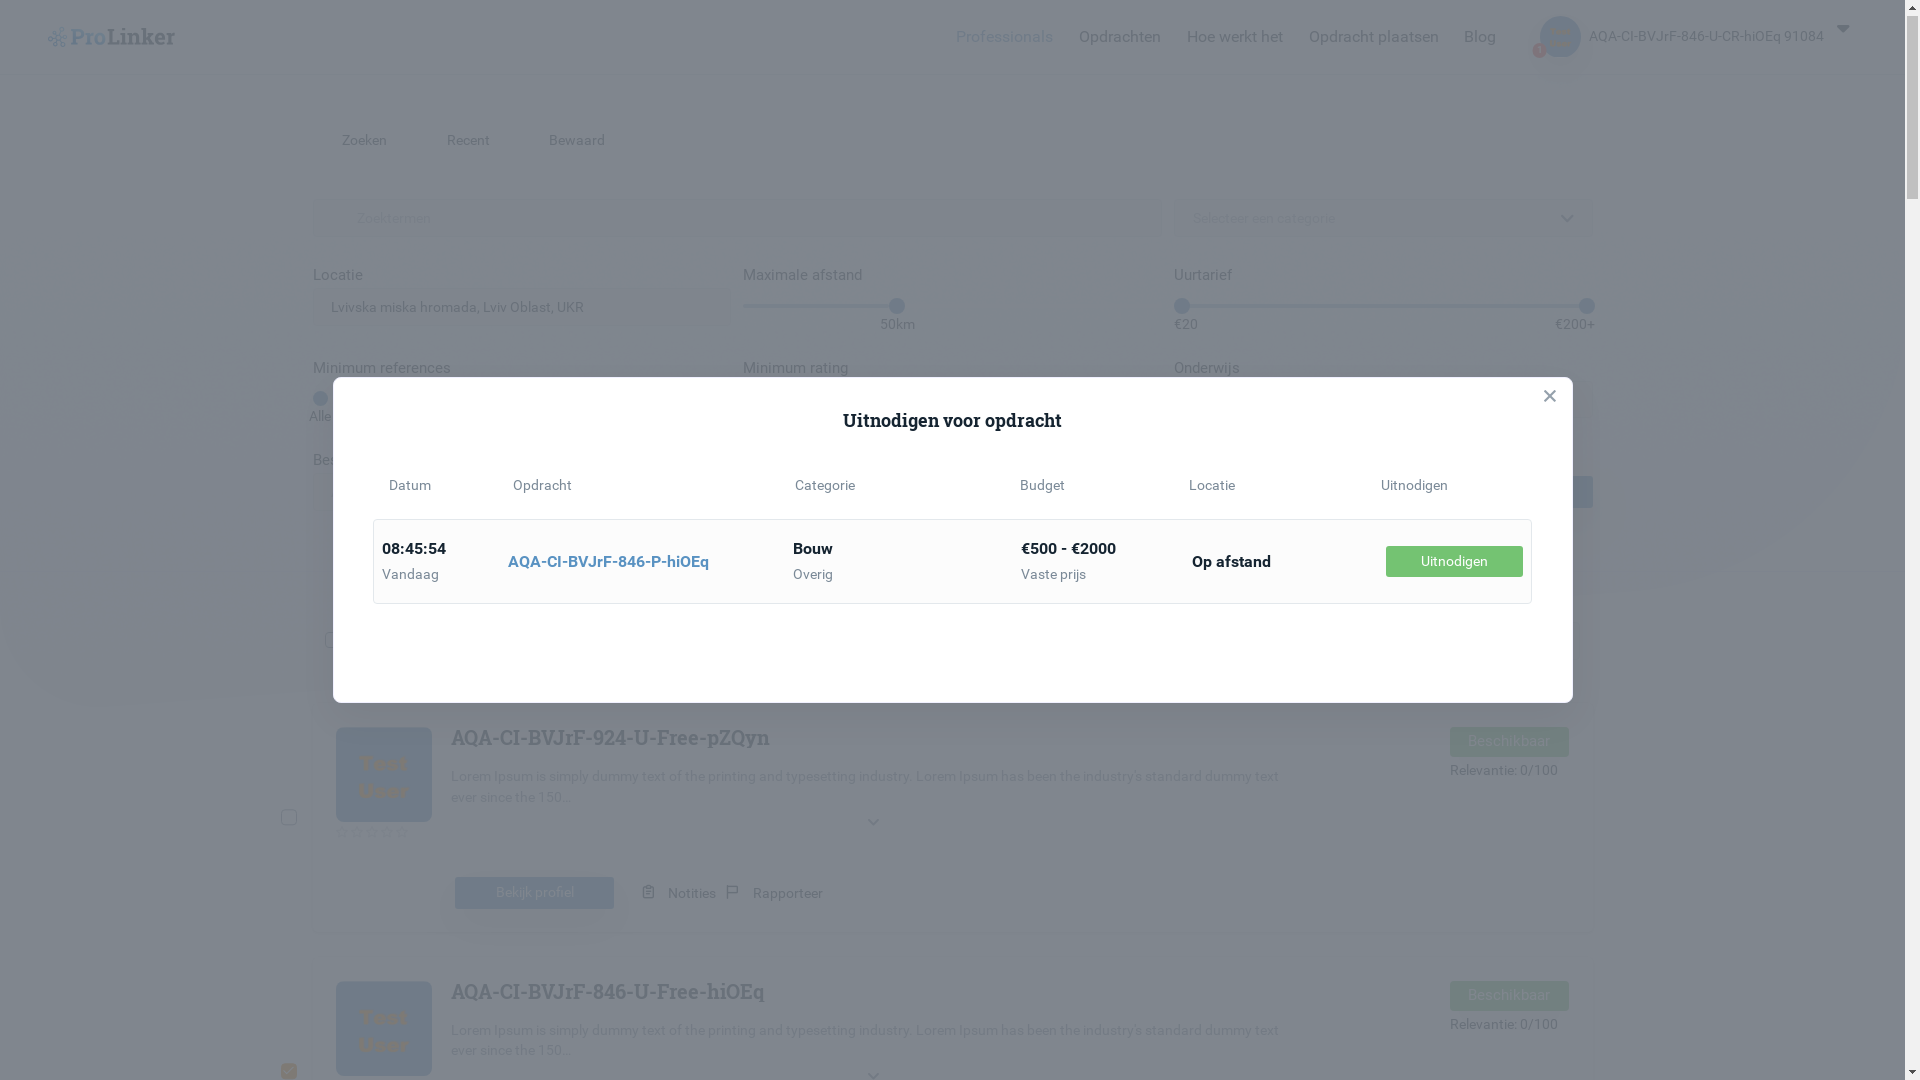 ProLinker
Professionals Opdrachten Hoe werkt het Opdracht plaatsen Blog 1 AQA-CI-BVJrF-846-U-CR-hiOEq 91084
Zoeken Recent Bewaard
Zoektermen Selecteer een categorie
Locatie Maximale afstand Uurtarief
Lvivska miska hromada, Lviv Oblast, UKR
50km €20 €200+
Minimum references Minimum rating Onderwijs
Alle
Uitnodigen voor opdracht
Datum Opdracht Categorie Budget Locatie Uitnodigen
08:45:54 AQA-CI-BVJrF-846-P-hiOEq Bouw €500 - €2000 Op afstand Uitnodigen
Vandaag Overig Vaste prijs
AQA-CI-BVJrF-924-U-Free-pZQyn Beschikbaar
Test User
Lorem Ipsum is simply dummy text of the printing and typesetting industry. Lorem Ipsum has been the industry's standard dummy text Relevantie: 0/100
ever since the 150...
Bekijk profiel Notities Rapporteer
AQA-CI-BVJrF-846-U-Free-hiOEq Beschikbaar
Test User
Lorem Ipsum is simply dummy text of the printing and typesetting industry. Lorem Ipsum has been the industry's standard dummy text Relevantie: 0/100
ever since the 150...